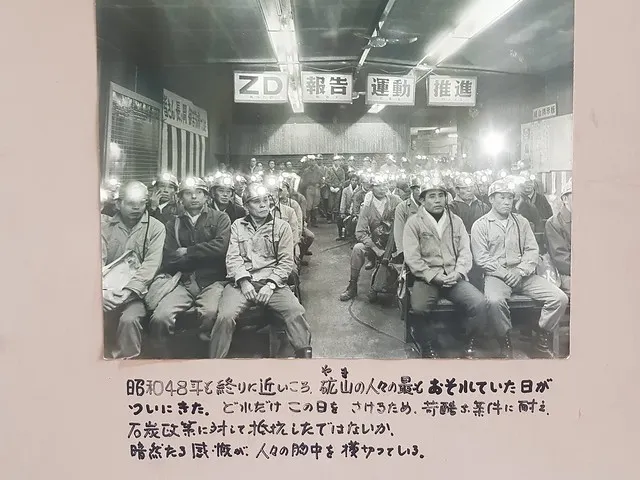 ZD 報告 運動 推進
やま
昭和48年も終りに近いころ、砿山の人々の最もおそれていた日が
ついにきた。どれだけこの日をさけるため、苛酷な条件に耐え、
石炭政策に対して抵抗したではないか。
暗然たる感慨が、人々の胸中を横切っている。